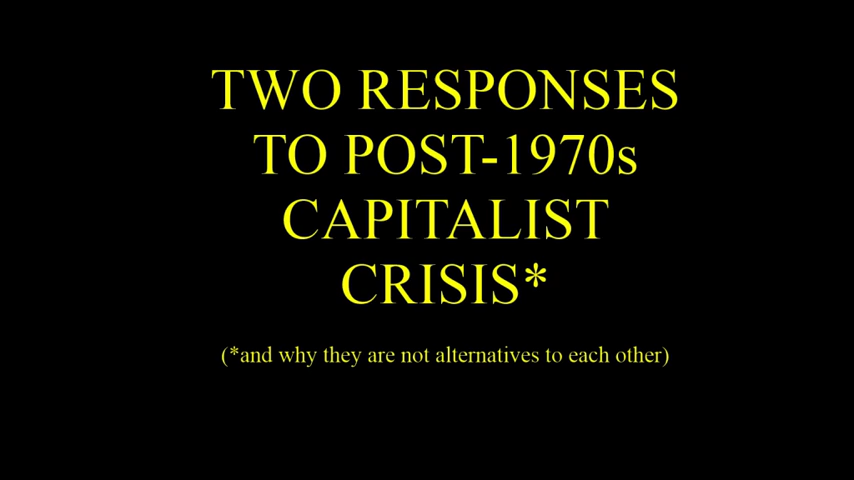 TWO RESPONSES
TO POST-1970s
CAPITALIST
CRISIS*
(*and why they are not alternatives to each other)